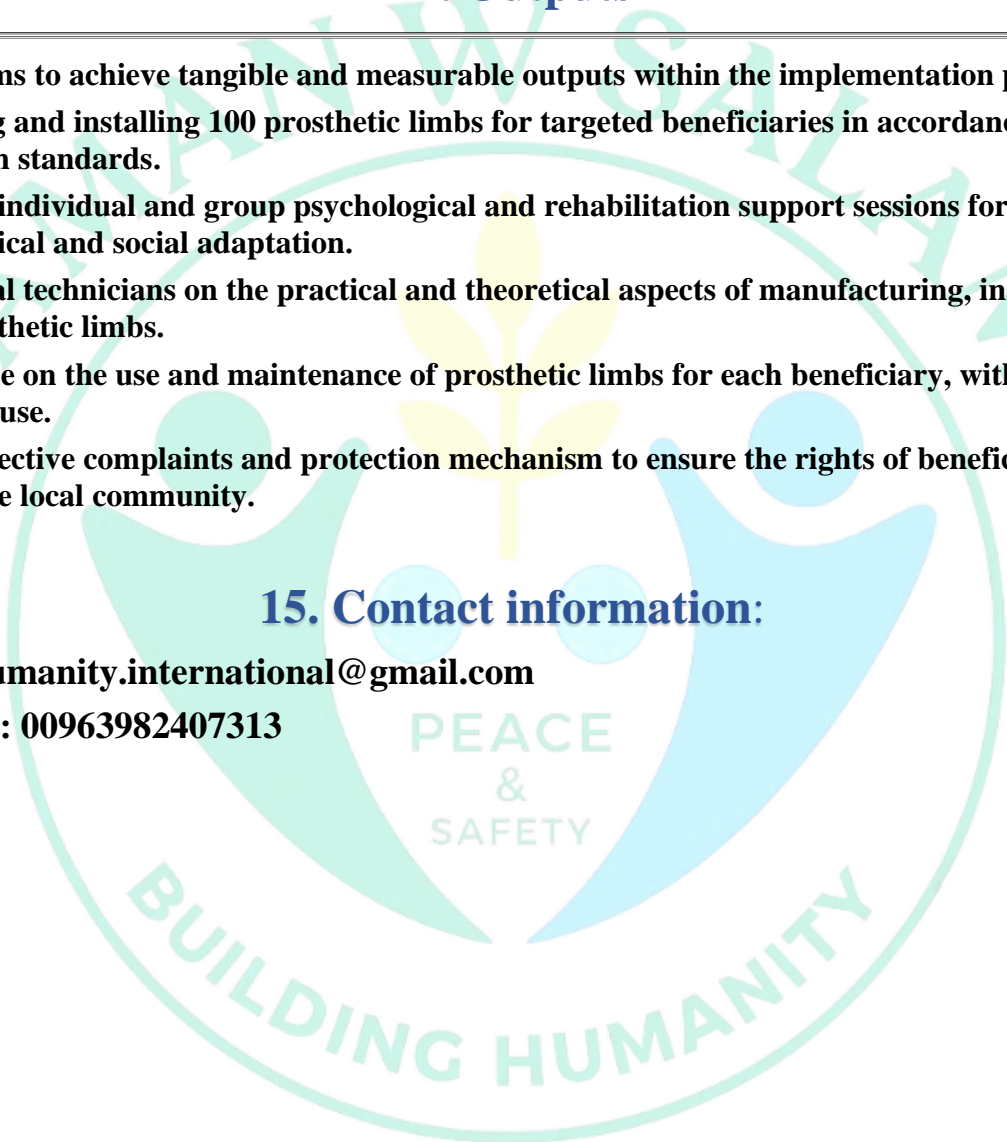 Outputs
ms to achieve tangible and measurable outputs within the implementation p
g and installing 100 prosthetic limbs for targeted beneficiaries in accordanc
n standards.
individual and group psychological and rehabilitation support sessions for
ical and social adaptation.
al technicians on the practical and theoretical aspects of manufacturing, in
thetic limbs.
e on the use and maintenance of prosthetic limbs for each beneficiary, with
use.
ective complaints and protection mechanism to ensure the rights of benefic
e local community.
15. Contact information:
umanity.international@gmail.com
: 00963982407313
AMAN W SALAM
PEACE
&
SAFETY
BUILDING HUMANITY